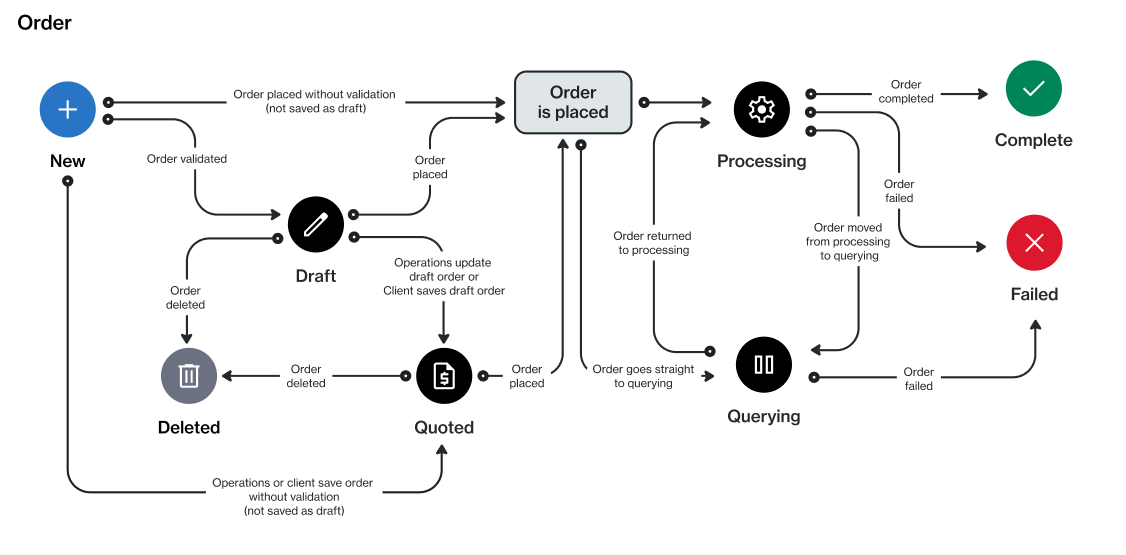 Order
Order placed without validation
(not saved as draft)
Order
is placed
Order
completed
Complete
New
Order validated
Order
placed
Processing
Order
failed
Draft
Operations update
draft order or
Client saves draft order
Order returned
to processing
Order moved
from processing
to querying
Failed
Order
deleted
Deleted
Order
deleted
Quoted
Order
placed
Order goes straight
to querying
Querying
Order
failed
Operations or client save order
without validation
(not saved as draft)